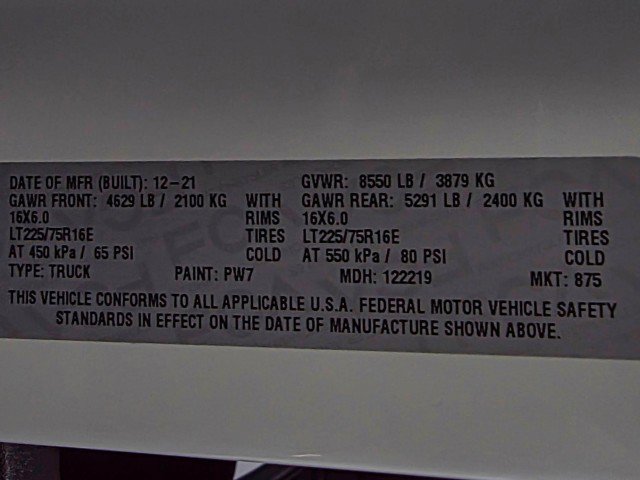 DATE OF MFR (BUILT): 12-21 GVWR: 8550 LB / 3879 KG
GAWR FRONT: 4629 LB / 2100 KG WITH GAWR REAR: 5291 LB / 2400 KG WITH
16X6.0 RIMS 16X6.0 RIMS
LT225/75R16E TIRES LT225/75R16E TIRES
AT 450 kPa / 65 PSI COLD AT 550 kPa / 80 PSI COLD
TYPE: TRUCK PAINT: PW7 MDH: 122219 MKT: 875
THIS VEHICLE CONFORMS TO ALL APPLICABLE U.S.A. FEDERAL MOTOR VEHICLE SAFETY
STANDARDS IN EFFECT ON THE DATE OF MANUFACTURE SHOWN ABOVE.